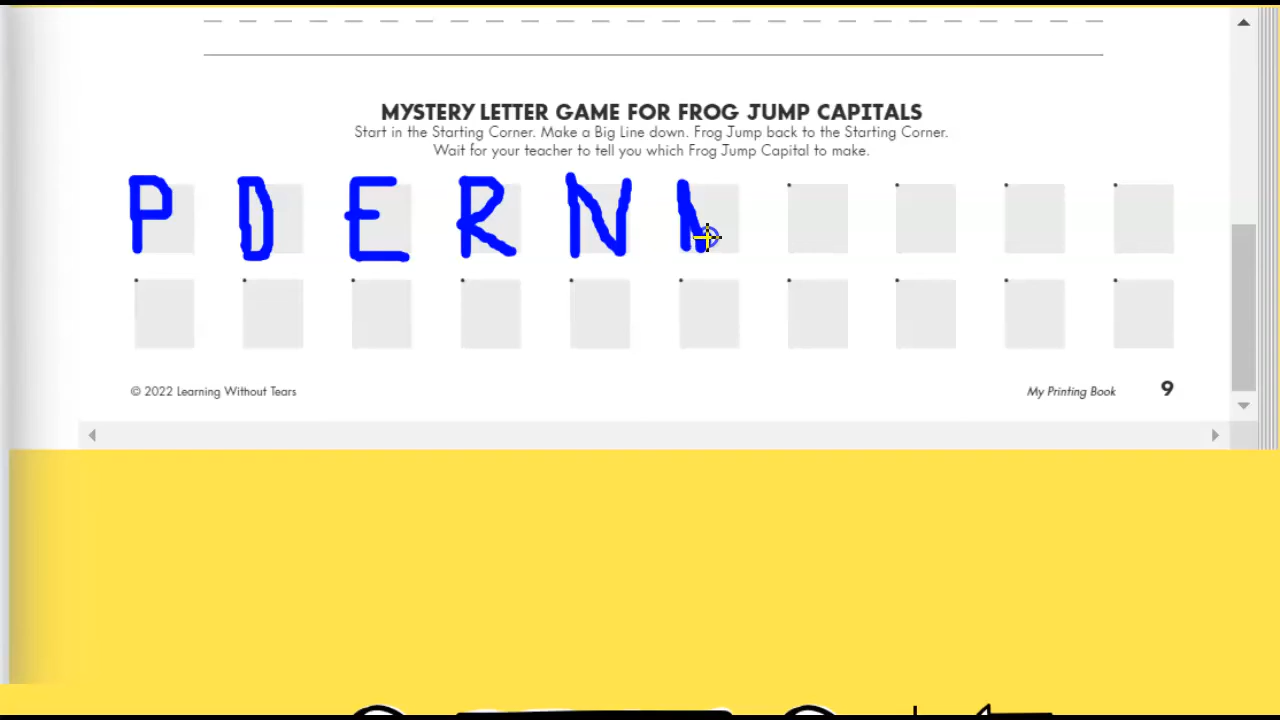 MYSTERY LETTER GAME FOR FROG JUMP CAPITALS
Start in the Starting Corner. Make a Big Line down. Frog Jump back to the Starting Corner.
Wait for your teacher to tell you which Frog Jump Capital to make.
P D E R N
© 2022 Learning Without Tears
My Printing Book 9